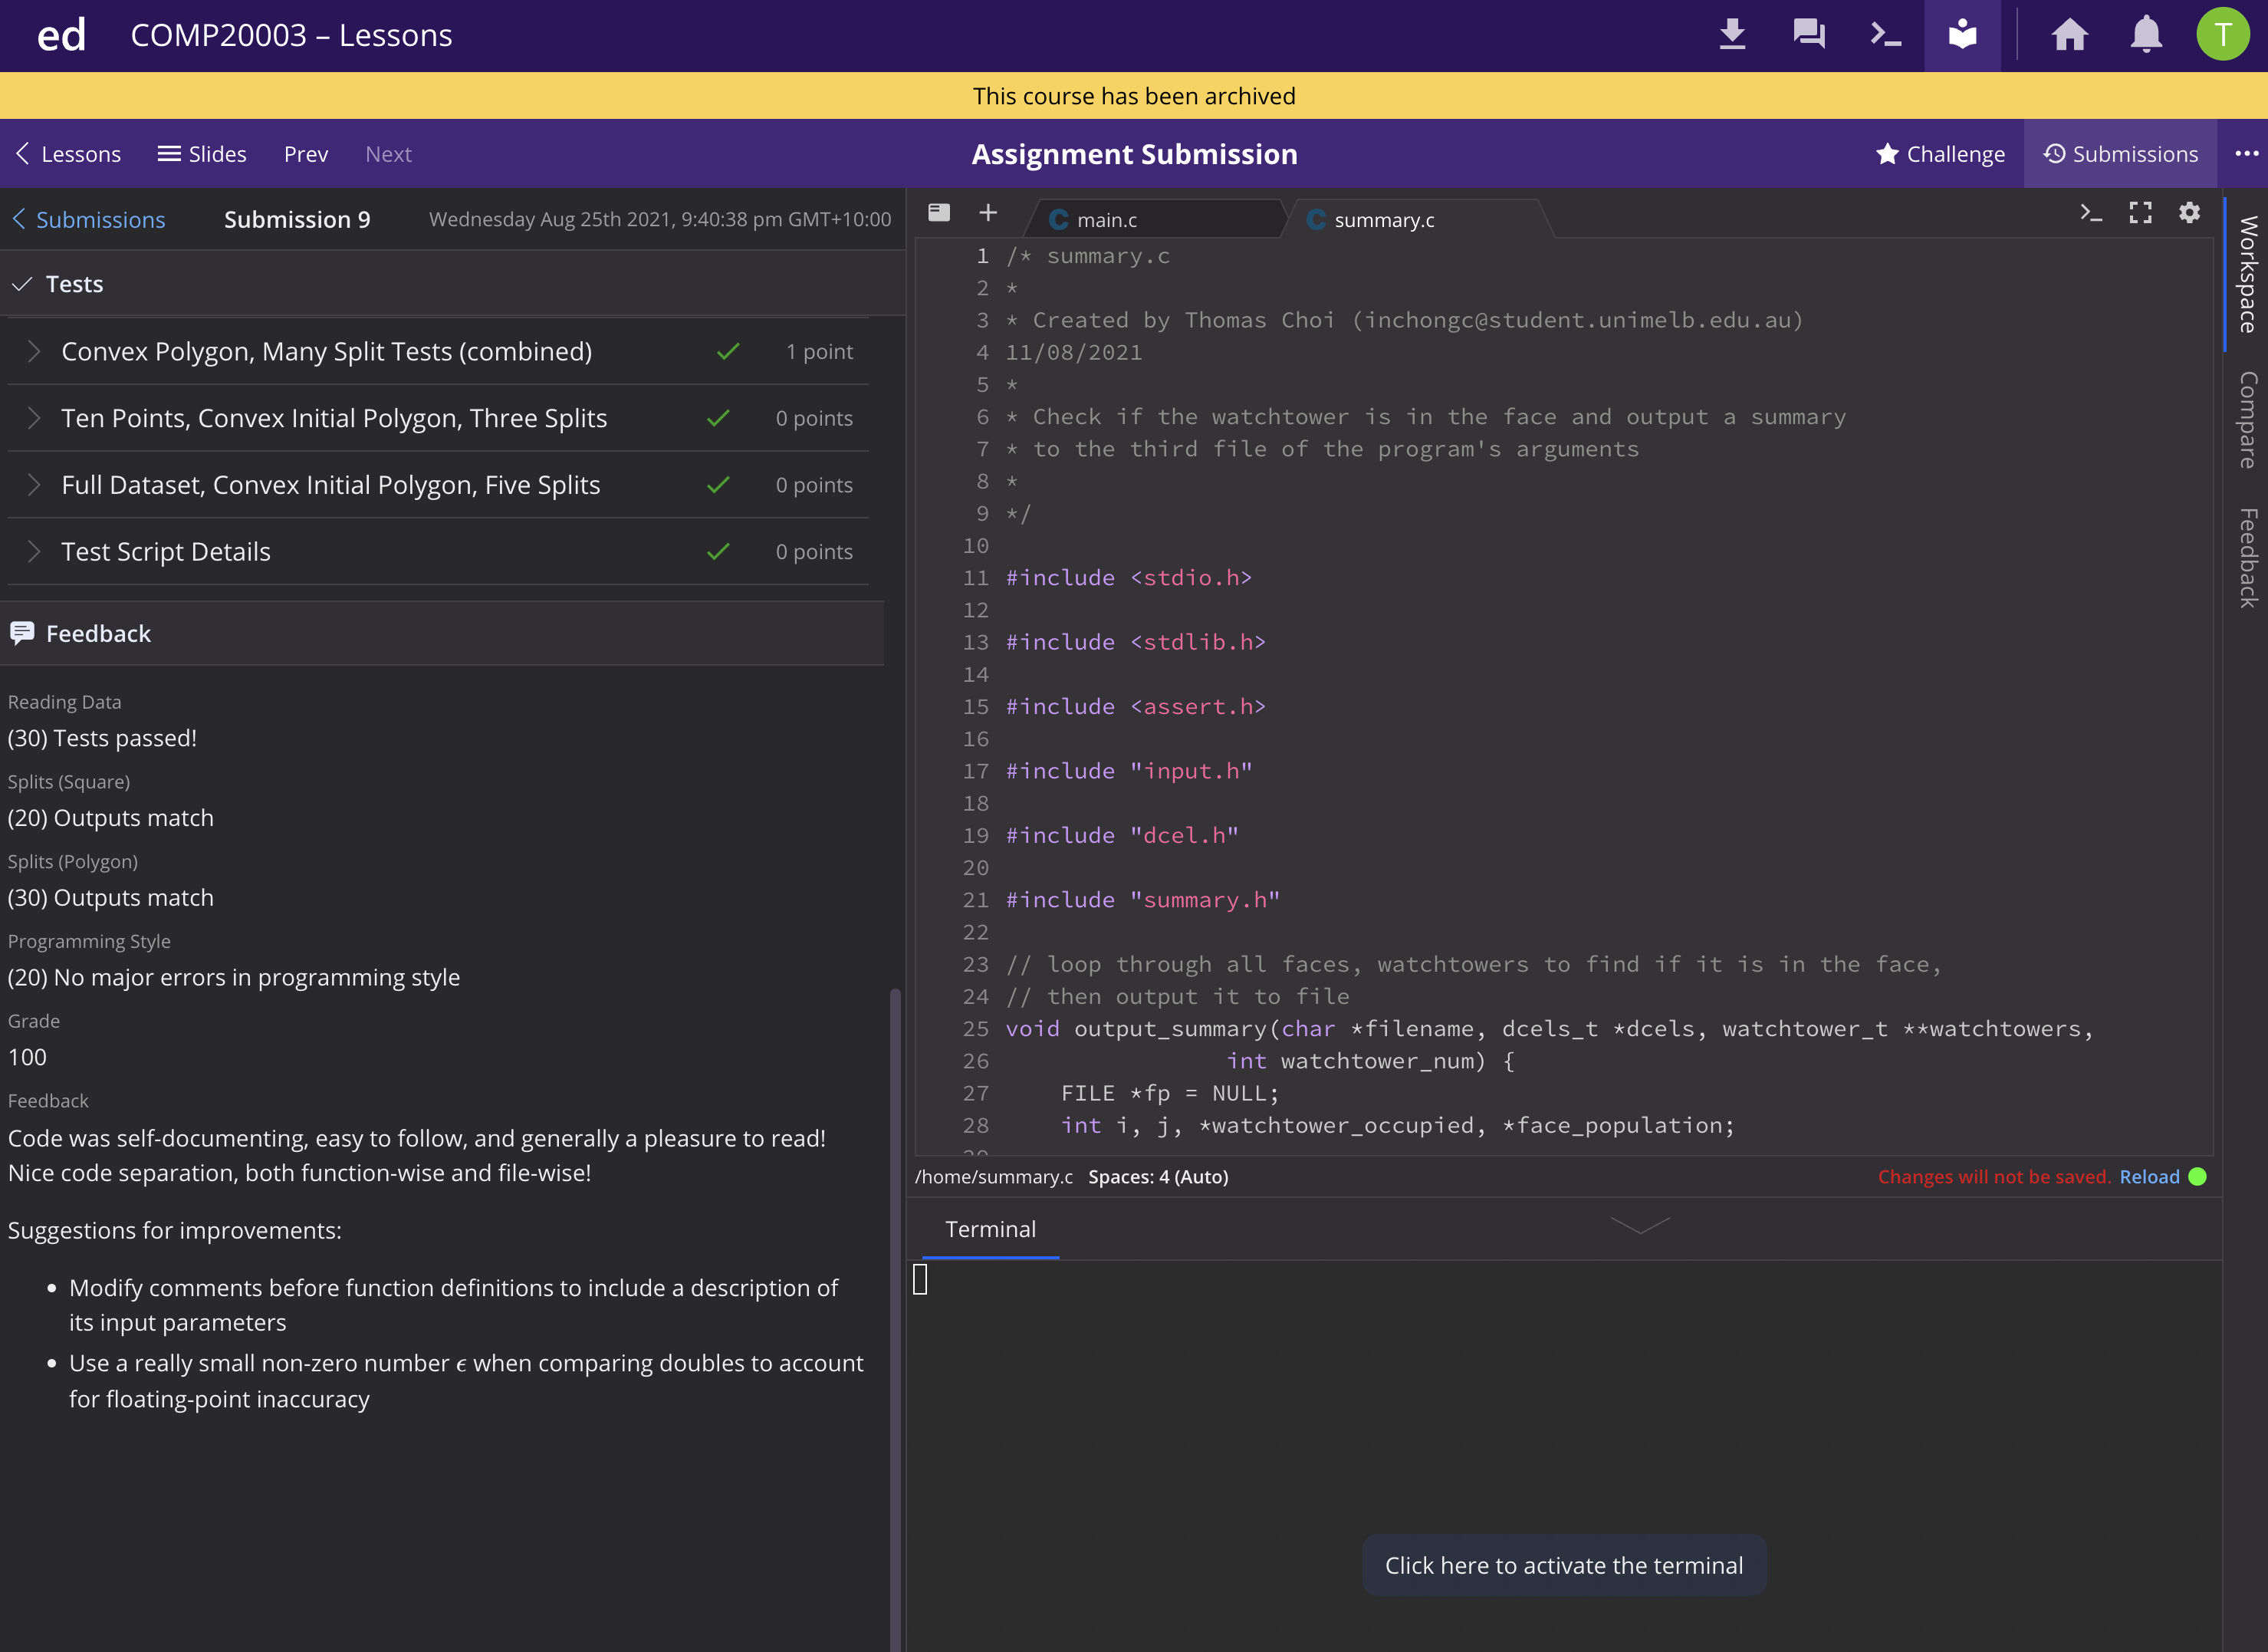 ed COMP20003 – Lessons T
This course has been archived
Lessons Slides Prev Next Assignment Submission Challenge Submissions
Submissions Submission 9 Wednesday Aug 25th 2021, 9:40:38 pm GMT+10:00
Tests
Convex Polygon, Many Split Tests (combined) 1 point
Ten Points, Convex Initial Polygon, Three Splits 0 points
Full Dataset, Convex Initial Polygon, Five Splits 0 points
Test Script Details 0 points
Feedback
Reading Data
(30) Tests passed!
Splits (Square)
(20) Outputs match
Splits (Polygon)
(30) Outputs match
Programming Style
(20) No major errors in programming style
Grade
100
Feedback
Code was self-documenting, easy to follow, and generally a pleasure to read!
Nice code separation, both function-wise and file-wise!
Suggestions for improvements:
• Modify comments before function definitions to include a description of
its input parameters
• Use a really small non-zero number ϵ when comparing doubles to account
for floating-point inaccuracy
main.c summary.c
1 /* summary.c
2 *
3 * Created by Thomas Choi (inchongc@student.unimelb.edu.au)
4 11/08/2021
5 *
6 * Check if the watchtower is in the face and output a summary
7 * to the third file of the program's arguments
8 *
9 */
10
11 #include <stdio.h>
12
13 #include <stdlib.h>
14
15 #include <assert.h>
16
17 #include "input.h"
18
19 #include "dcel.h"
20
21 #include "summary.h"
22
23 // loop through all faces, watchtowers to find if it is in the face,
24 // then output it to file
25 void output_summary(char *filename, dcels_t *dcels, watchtower_t **watchtowers,
26 int watchtower_num) {
27 FILE *fp = NULL;
28 int i, j, *watchtower_occupied, *face_population;
/home/summary.c Spaces: 4 (Auto) Changes will not be saved. Reload
Terminal
Click here to activate the terminal
Workspace
Compare
Feedback